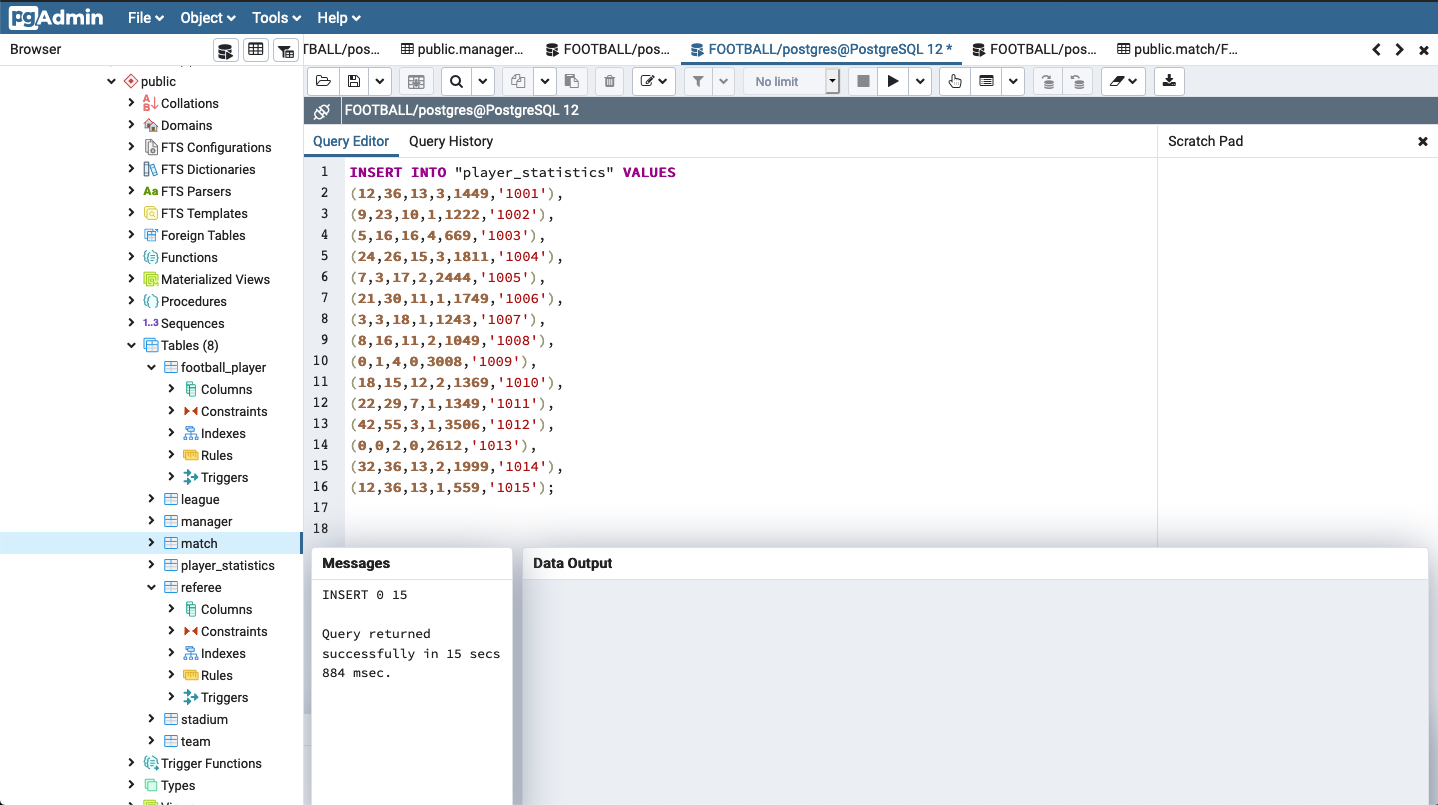 pgAdmin File Object Tools Help
Browser
TBALL/pos... public.manager... FOOTBALL/pos... FOOTBALL/postgres@PostgreSQL 12 * FOOTBALL/pos... public.match/F...
No limit
FOOTBALL/postgres@PostgreSQL 12
Query Editor Query History
Scratch Pad
public
Collations
Domains
FTS Configurations
FTS Dictionaries
Aa FTS Parsers
FTS Templates
Foreign Tables
Functions
Materialized Views
Procedures
1..3 Sequences
Tables (8)
football_player
Columns
Constraints
Indexes
Rules
Triggers
league
manager
match
player_statistics
referee
Columns
Constraints
Indexes
Rules
Triggers
stadium
team
Trigger Functions
Types
1 INSERT INTO "player_statistics" VALUES
2 (12,36,13,3,1449,'1001'),
3 (9,23,10,1,1222,'1002'),
4 (5,16,16,4,669,'1003'),
5 (24,26,15,3,1811,'1004'),
6 (7,3,17,2,2444,'1005'),
7 (21,30,11,1,1749,'1006'),
8 (3,3,18,1,1243,'1007'),
9 (8,16,11,2,1049,'1008'),
10 (0,1,4,0,3008,'1009'),
11 (18,15,12,2,1369,'1010'),
12 (22,29,7,1,1349,'1011'),
13 (42,55,3,1,3506,'1012'),
14 (0,0,2,0,2612,'1013'),
15 (32,36,13,2,1999,'1014'),
16 (12,36,13,1,559,'1015');
17
18
Messages
INSERT 0 15
Query returned
successfully in 15 secs
884 msec.
Data Output